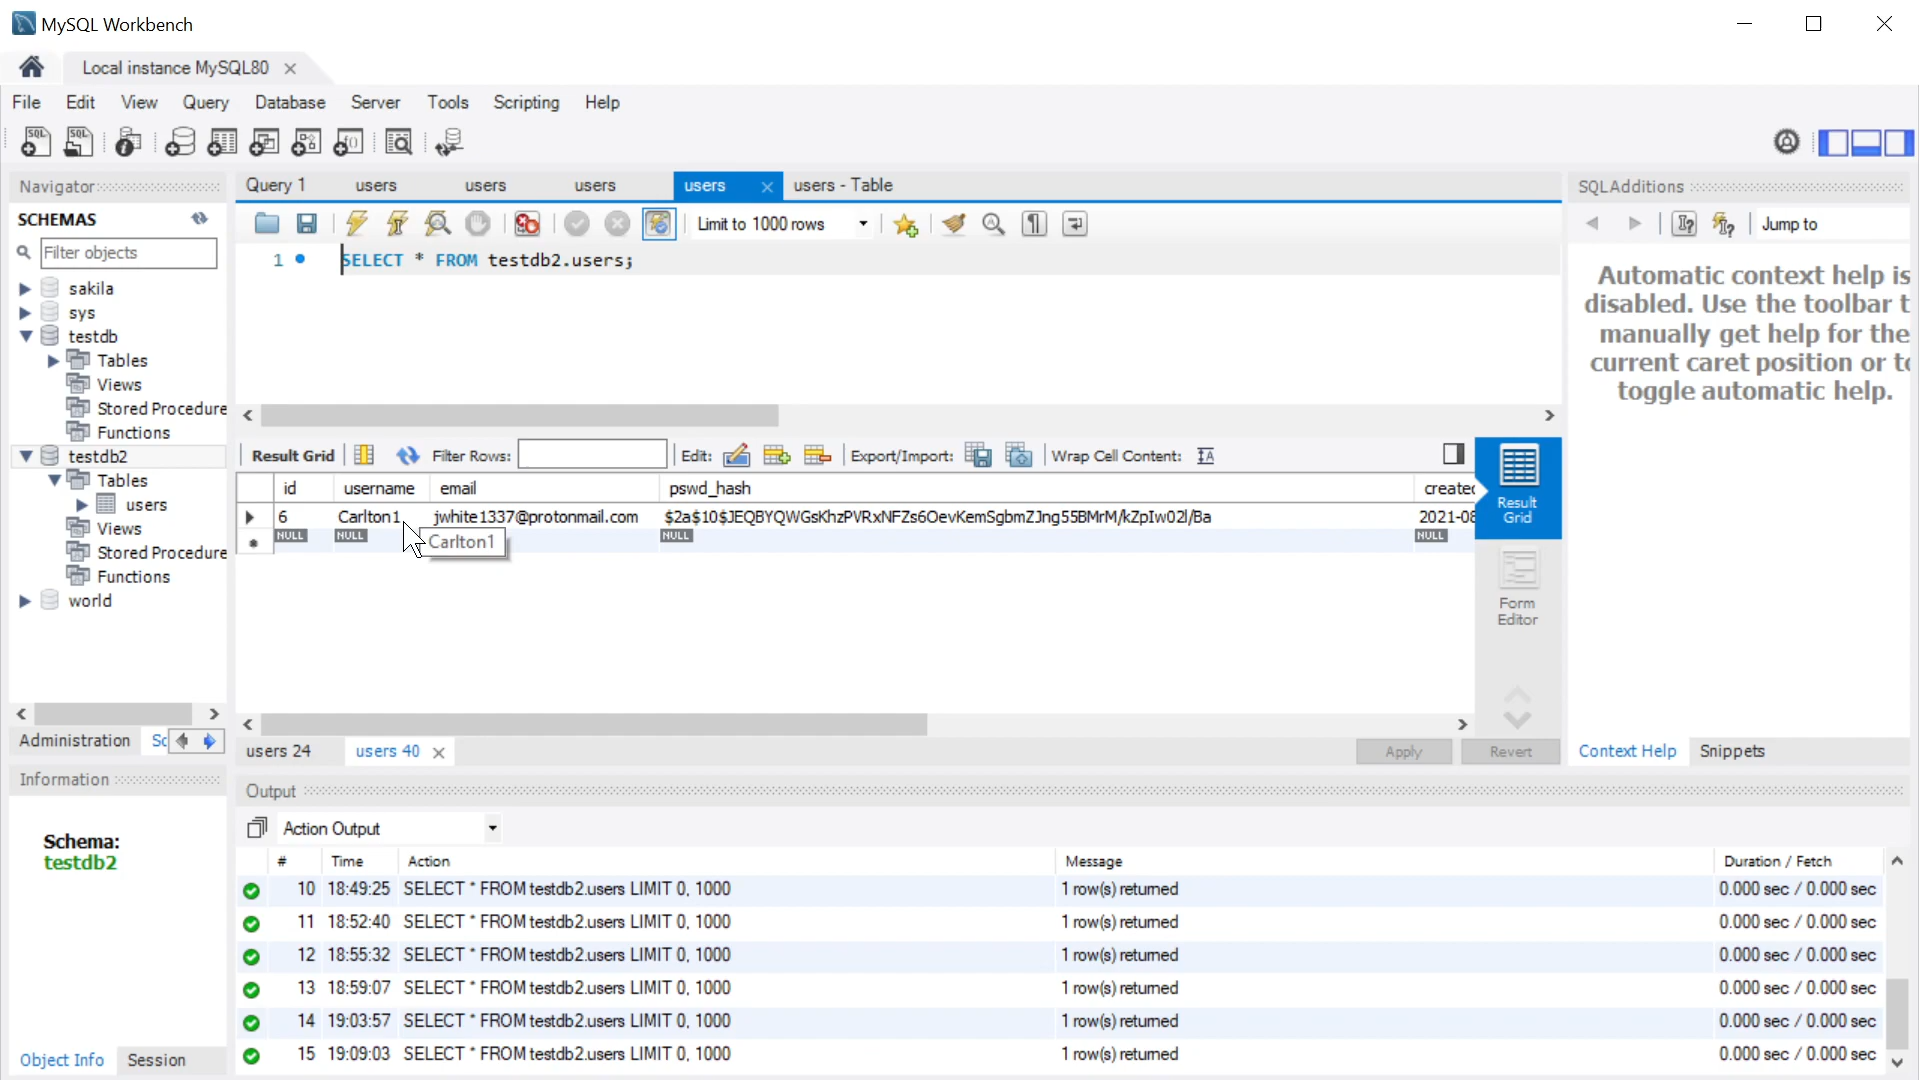 MySQL Workbench
Local instance MySQL80
File Edit View Query Database Server Tools Scripting Help
Navigator
SCHEMAS
Filter objects
sakila
sys
testdb
Tables
Views
Stored Procedure
Functions
testdb2
Tables
users
Views
Stored Procedure
Functions
world
Administration Sc
Information
Schema:
testdb2
Object Info Session
Query 1 users users users users users - Table
Limit to 1000 rows
1 SELECT * FROM testdb2.users;
Result Grid Filter Rows: Edit: Export/Import: Wrap Cell Content:
id username email pswd_hash created
6 Carlton1 jwhite1337@protonmail.com $2a$10$JEQBYQWGsKhzPVRxNFZs6OevKemSgbmZJng55BMrM/kZpIw02l/Ba 2021-08
NULL NULL NULL NULL
Carlton1
Result
Grid
Form
Editor
users 24 users 40 Apply Revert
SQLAdditions
Jump to
Automatic context help is
disabled. Use the toolbar t
manually get help for the
current caret position or to
toggle automatic help.
Context Help Snippets
Output
Action Output
# Time Action Message Duration / Fetch
10 18:49:25 SELECT * FROM testdb2.users LIMIT 0, 1000 1 row(s) returned 0.000 sec / 0.000 sec
11 18:52:40 SELECT * FROM testdb2.users LIMIT 0, 1000 1 row(s) returned 0.000 sec / 0.000 sec
12 18:55:32 SELECT * FROM testdb2.users LIMIT 0, 1000 1 row(s) returned 0.000 sec / 0.000 sec
13 18:59:07 SELECT * FROM testdb2.users LIMIT 0, 1000 1 row(s) returned 0.000 sec / 0.000 sec
14 19:03:57 SELECT * FROM testdb2.users LIMIT 0, 1000 1 row(s) returned 0.000 sec / 0.000 sec
15 19:09:03 SELECT * FROM testdb2.users LIMIT 0, 1000 1 row(s) returned 0.000 sec / 0.000 sec